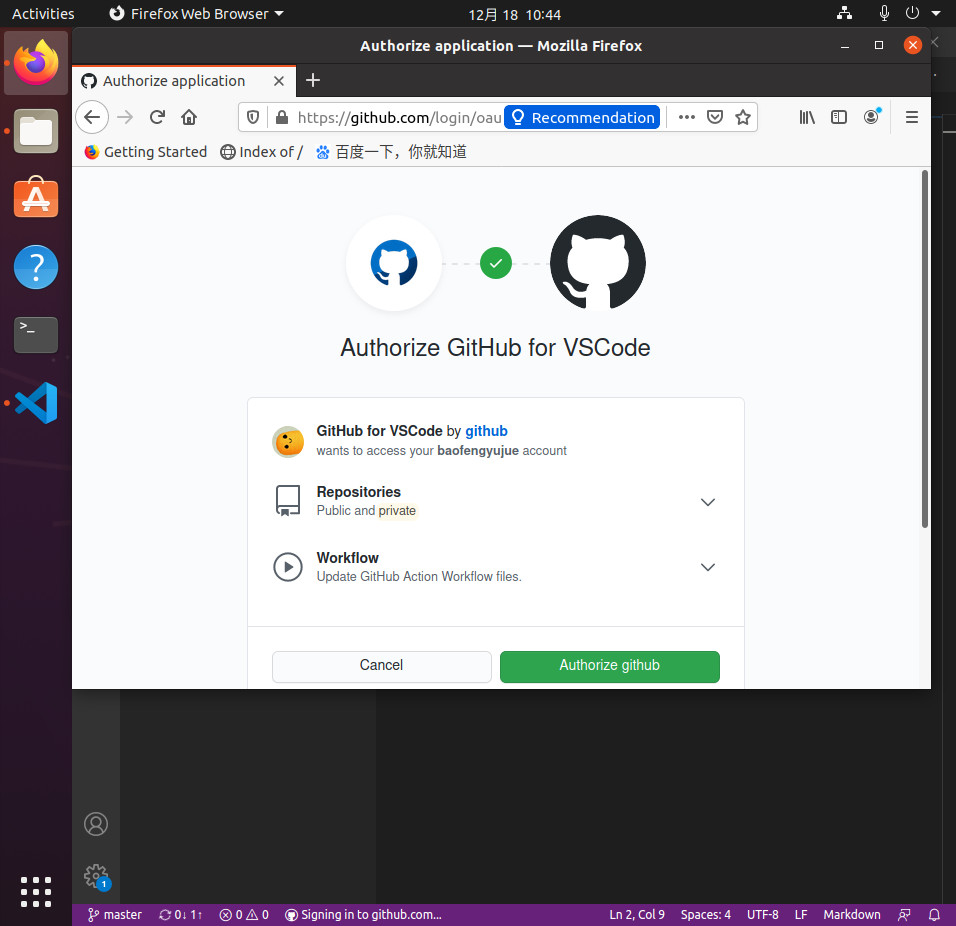 Activities Firefox Web Browser 12月 18 10:44
Authorize application — Mozilla Firefox
Authorize application
https://github.com/login/oau Recommendation
Getting Started Index of / 百度一下，你就知道
Authorize GitHub for VSCode
GitHub for VSCode by github
wants to access your baofengyujue account
Repositories
Public and private
Workflow
Update GitHub Action Workflow files.
Cancel Authorize github
>_
?
1
master 0↓ 1↑ 0 0 Signing in to github.com... Ln 2, Col 9 Spaces: 4 UTF-8 LF Markdown